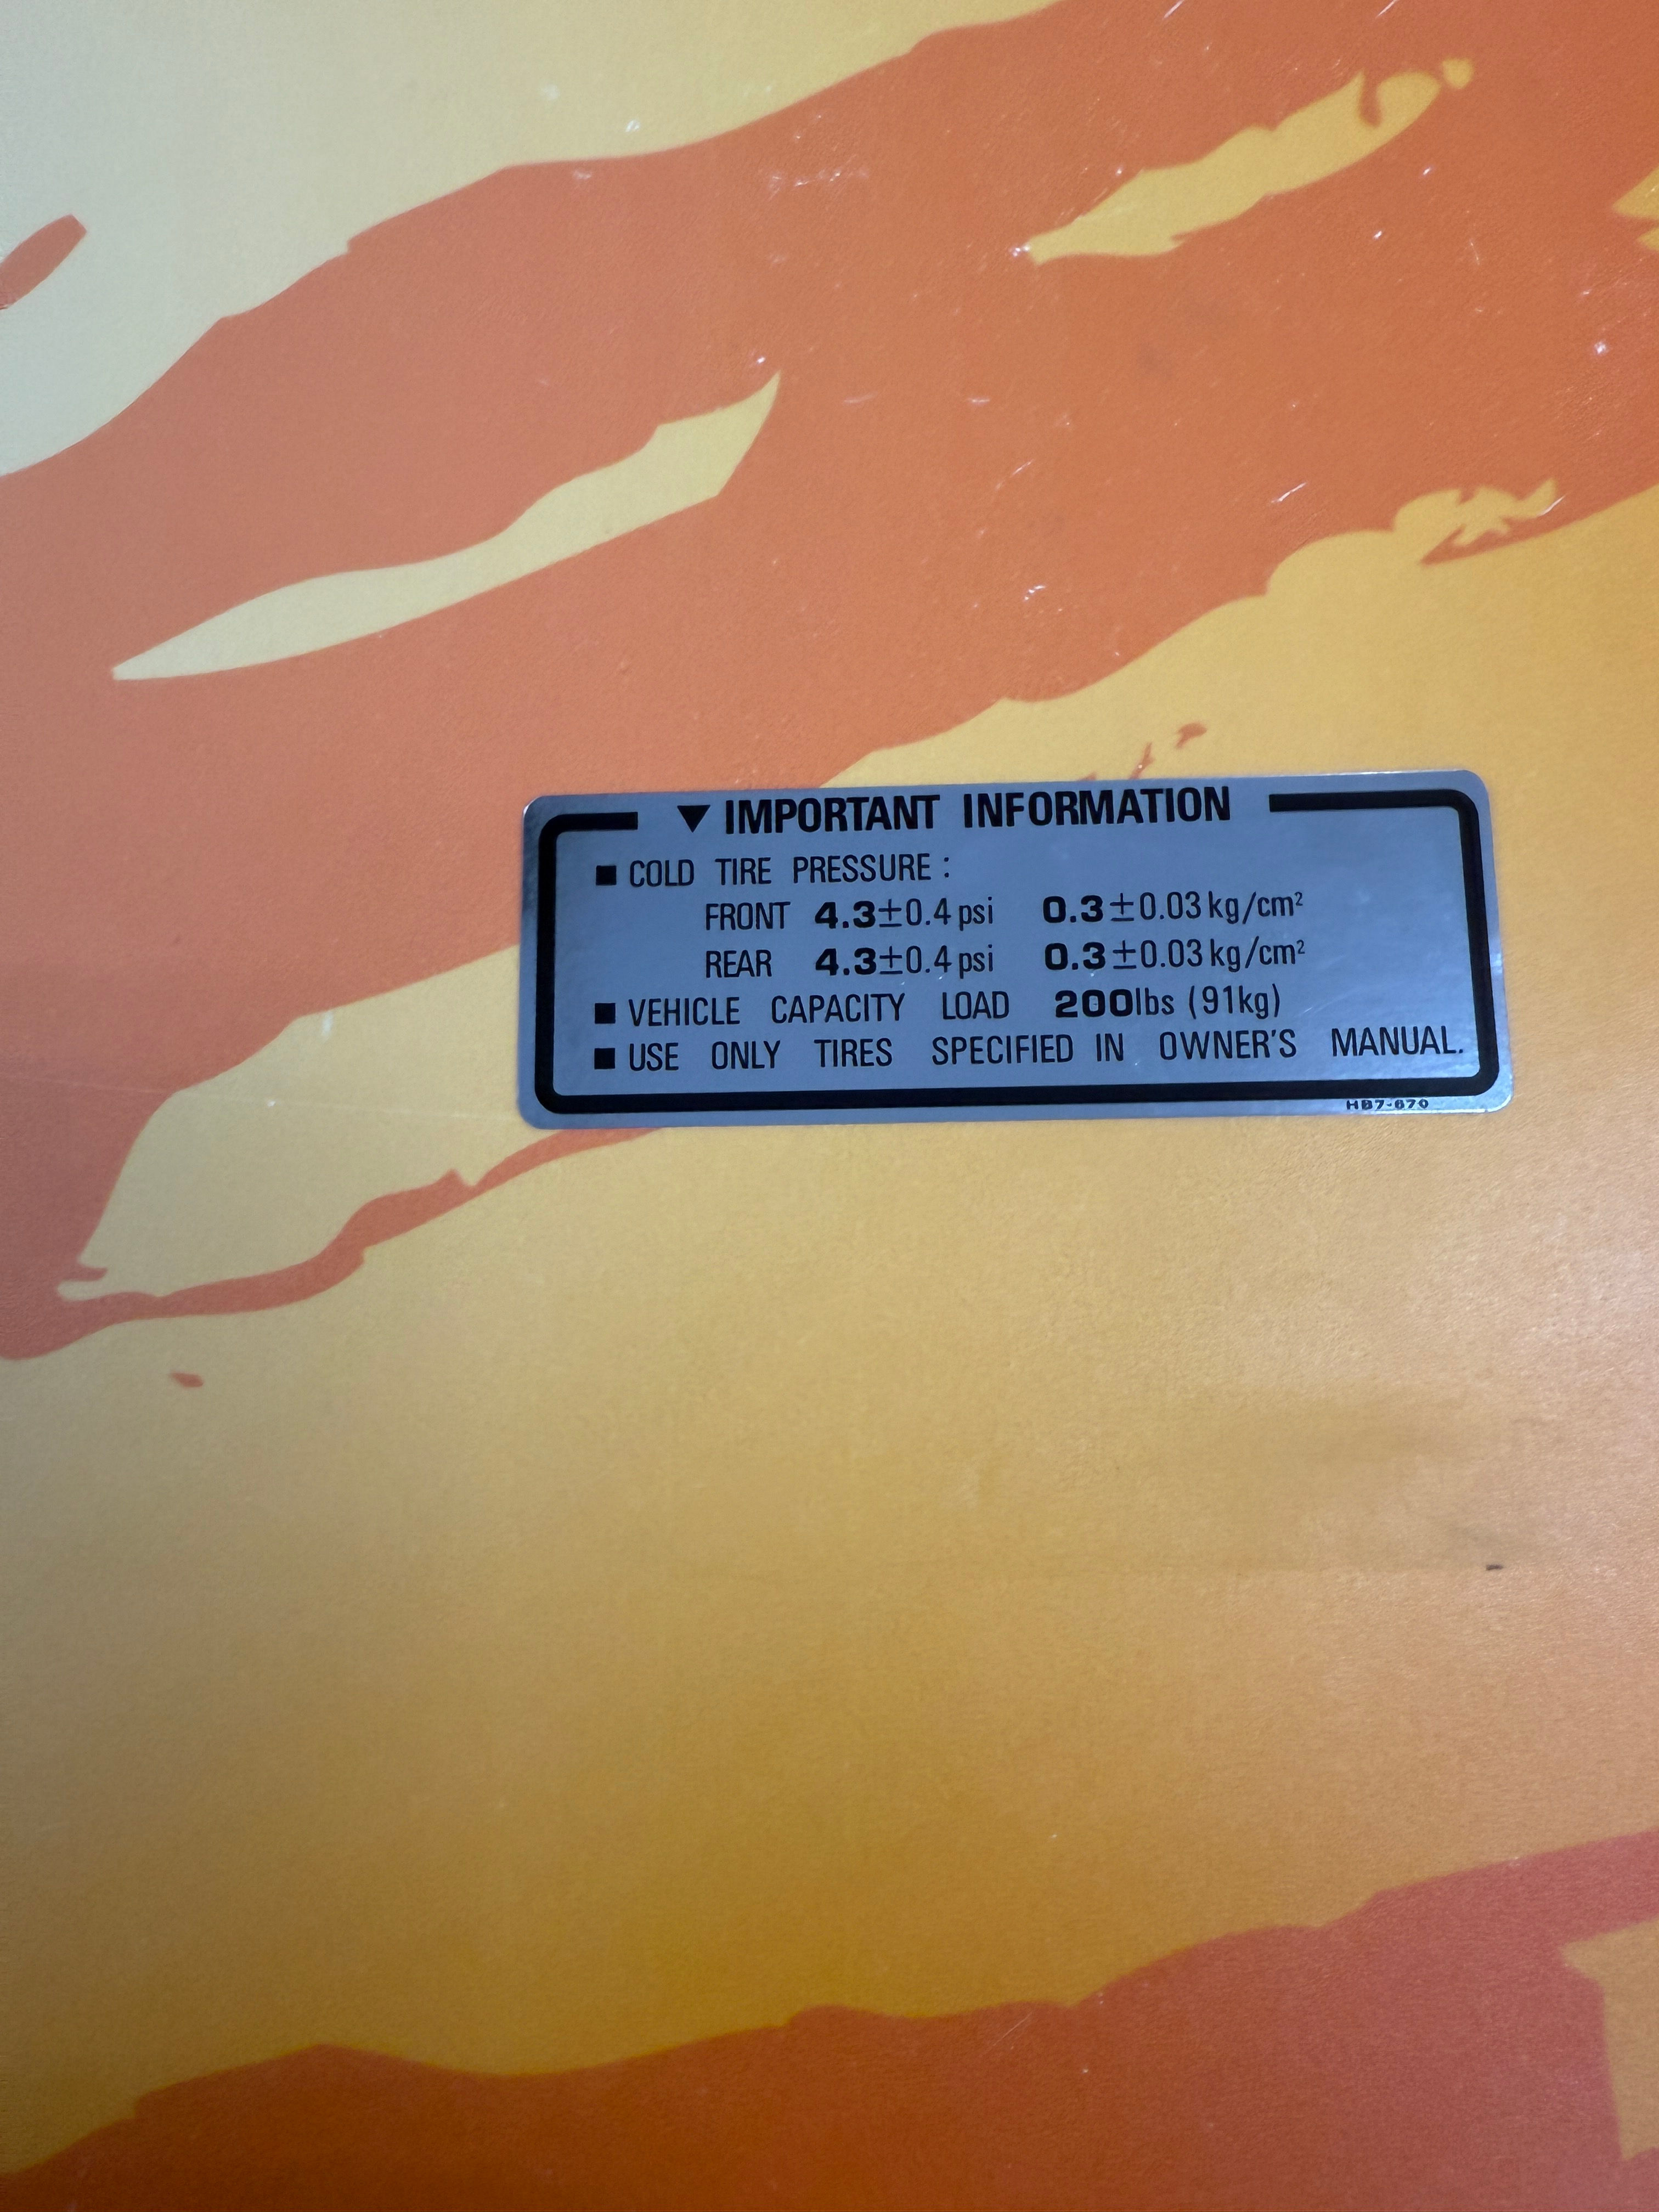 ▼ IMPORTANT INFORMATION
■ COLD TIRE PRESSURE :
FRONT 4.3±0.4 psi 0.3±0.03 kg/cm²
REAR 4.3±0.4 psi 0.3±0.03 kg/cm²
■ VEHICLE CAPACITY LOAD 200lbs (91kg)
■ USE ONLY TIRES SPECIFIED IN OWNER'S MANUAL.
HB7-670